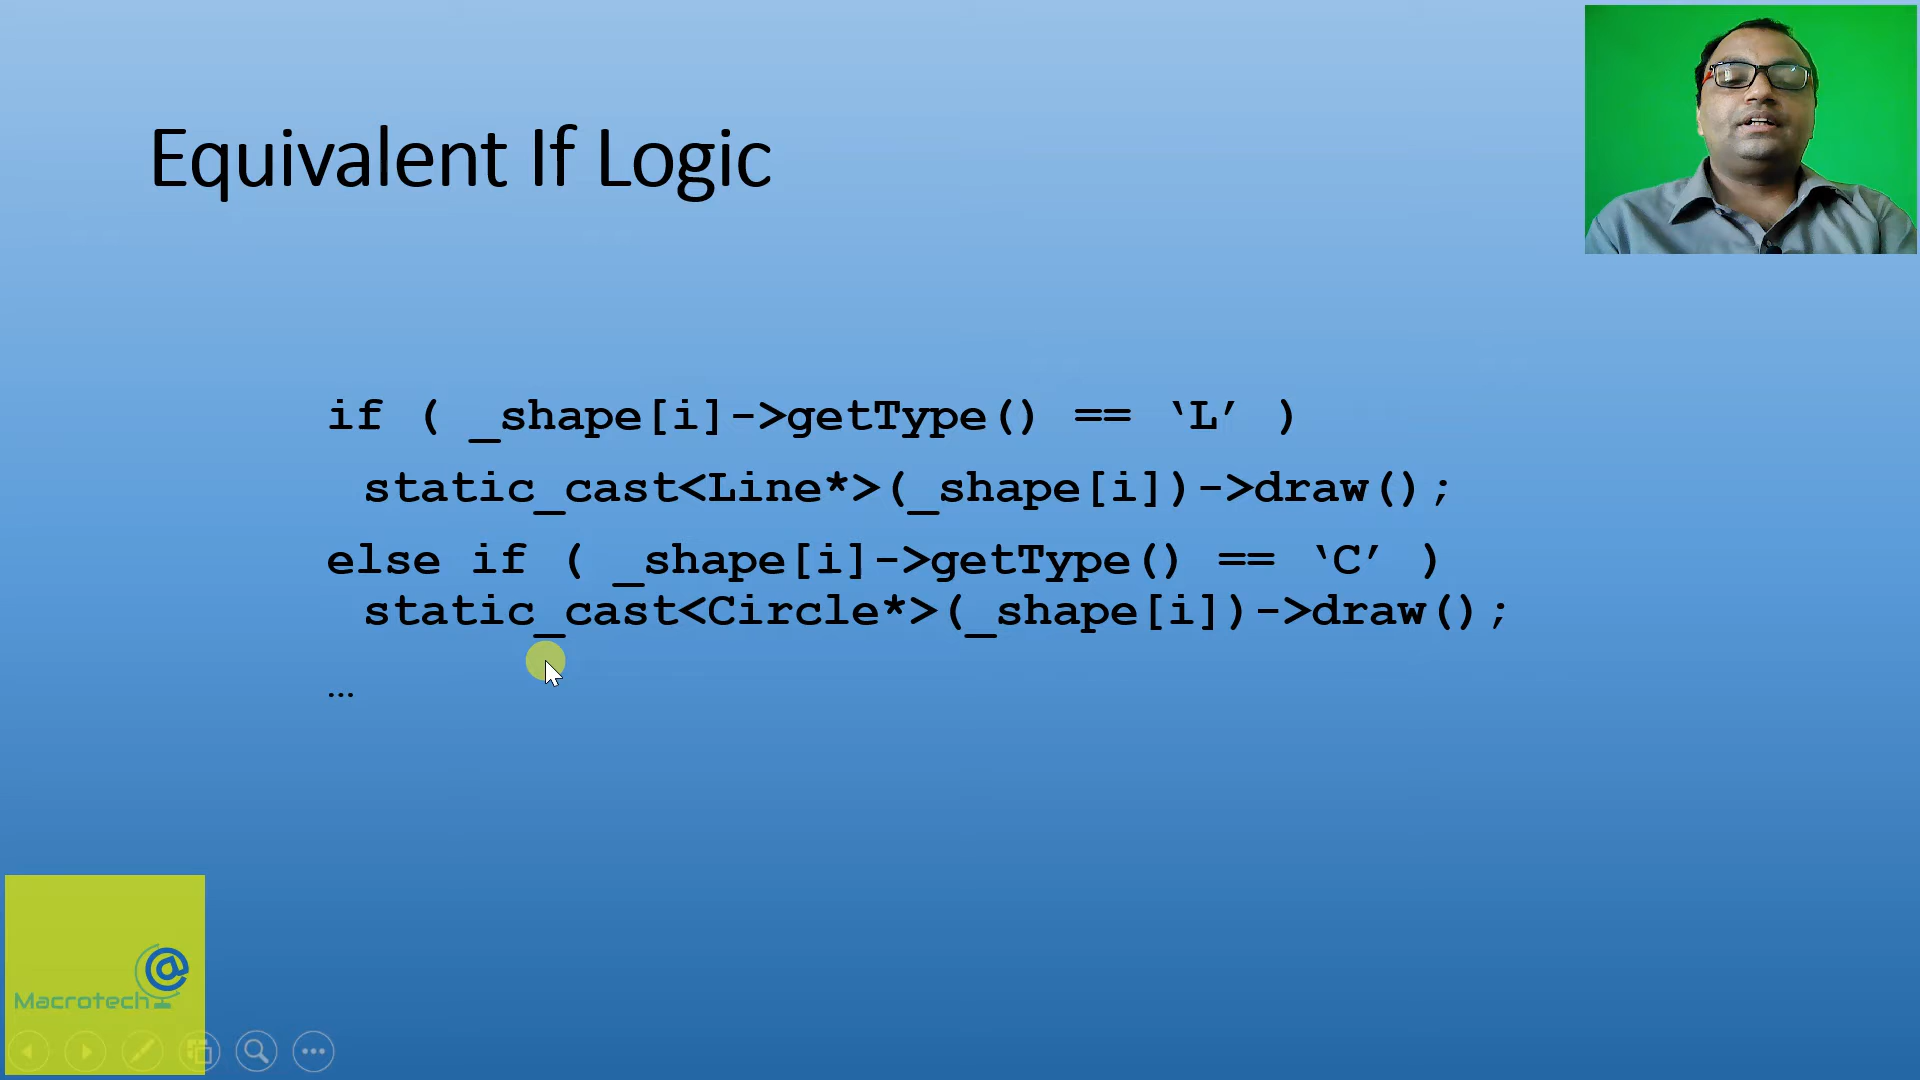 Equivalent If Logic
if ( _shape[i]->getType() == ‘L’ )
static_cast<Line*>(_shape[i])->draw();
else if ( _shape[i]->getType() == ‘C’ )
static_cast<Circle*>(_shape[i])->draw();
…
@
Macrotech